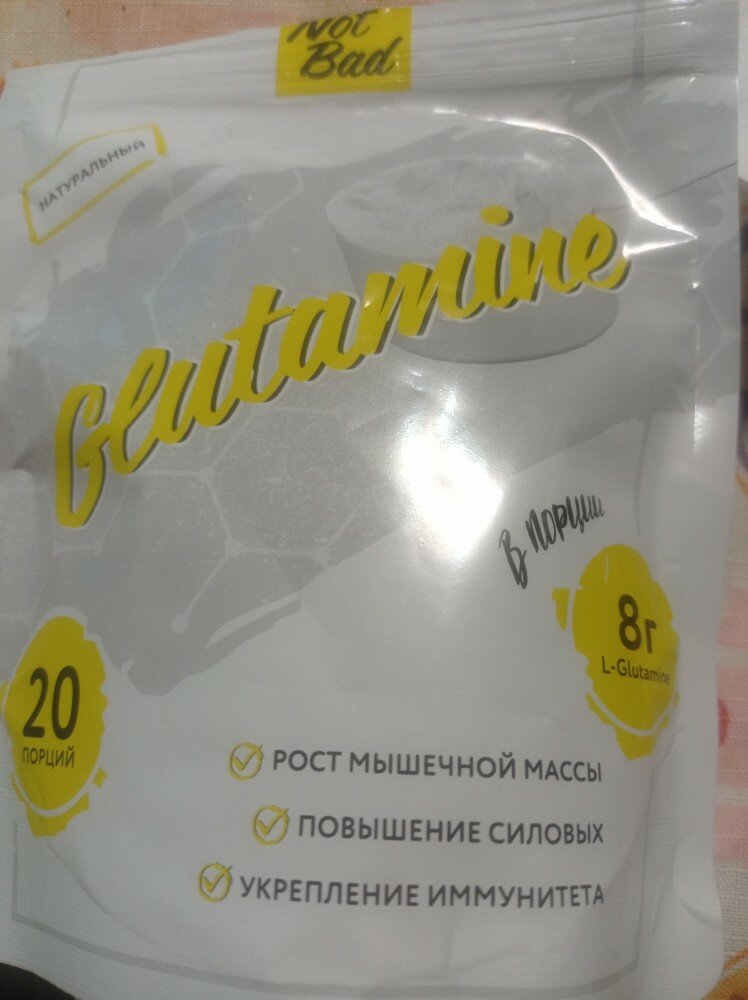 Not
Bad
НАТУРАЛЬНЫЙ
Glutamine
В ПОРЦИИ
8г
L-Glutamine
20
ПОРЦИЙ
РОСТ МЫШЕЧНОЙ МАССЫ
ПОВЫШЕНИЕ СИЛОВЫХ
УКРЕПЛЕНИЕ ИММУНИТЕТА